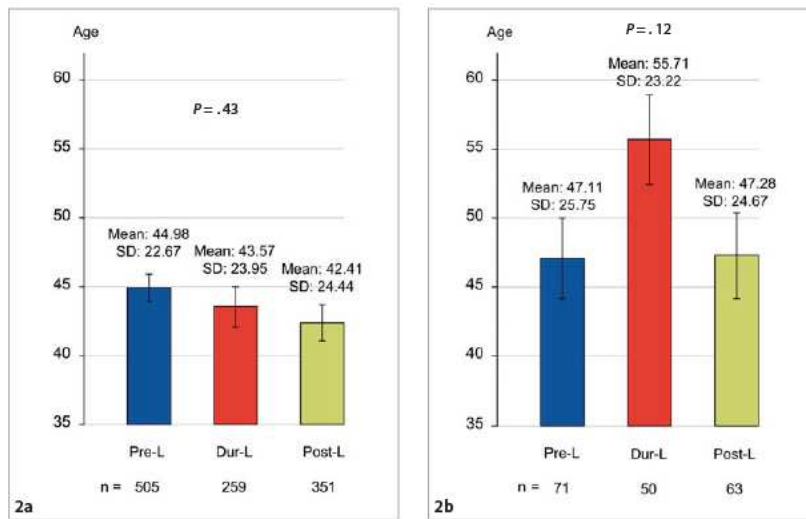 Age
60
55
50
45
40
35
P=.43
Mean: 44.98
SD: 22.67
Mean: 43.57
SD: 23.95
Mean: 42.41
SD: 24.44
Pre-L Dur-L Post-L
n = 505 259 351
2a
Age
60
55
50
45
40
35
P=.12
Mean: 55.71
SD: 23.22
Mean: 47.11
SD: 25.75
Mean: 47.28
SD: 24.67
Pre-L Dur-L Post-L
n = 71 50 63
2b